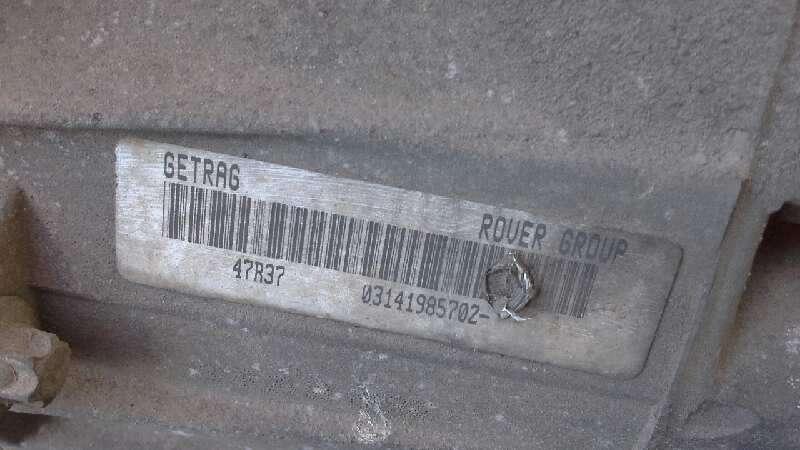 GETRAG
ROVER GROUP
47R37
03141985702-